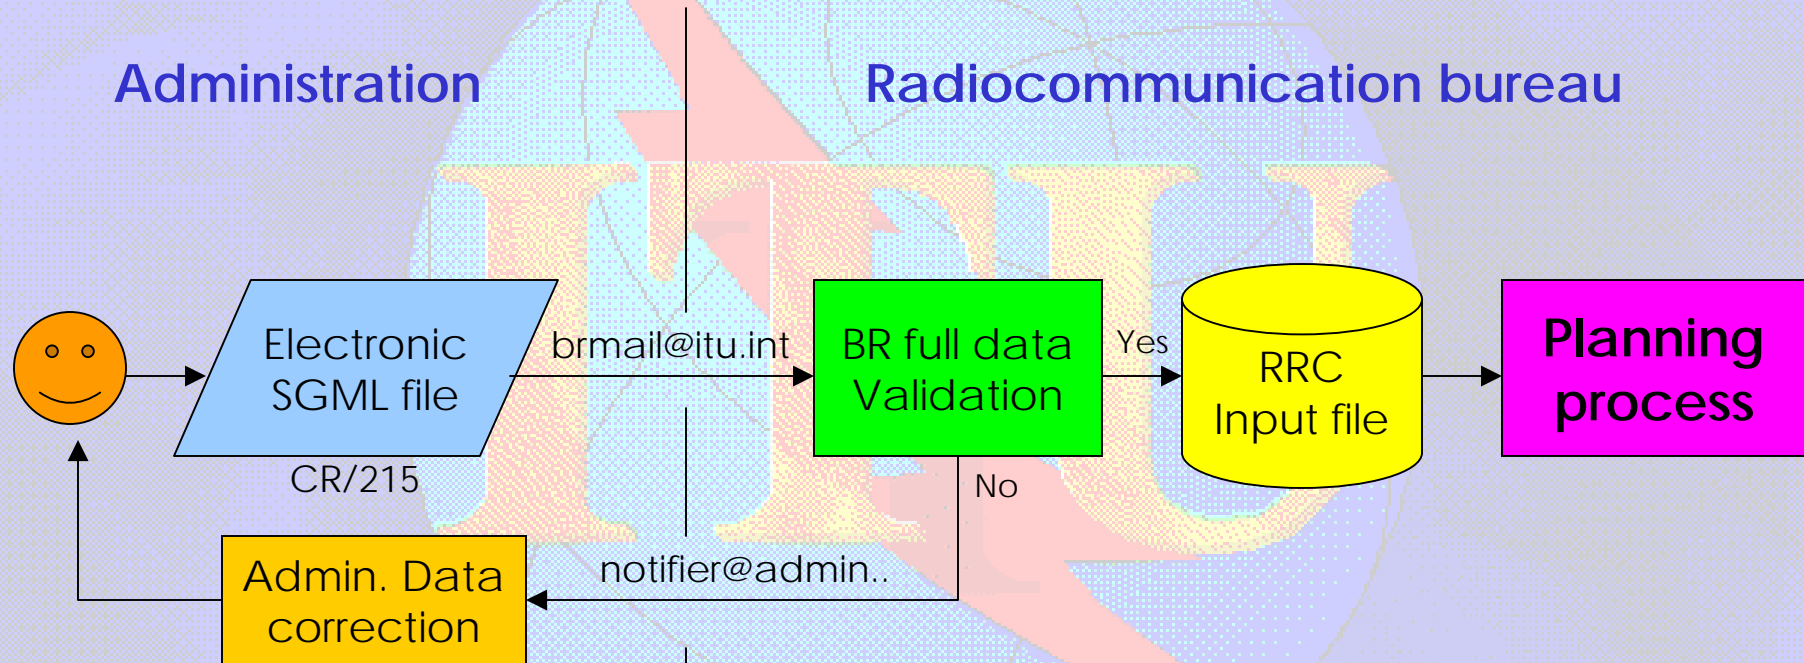 Administration
Radiocommunication bureau
ITU
Electronic
SGML file
CR/215
brmail@itu.int
BR full data
Validation
Yes
No
RRC
Input file
Planning
process
notifier@admin..
Admin. Data
correction